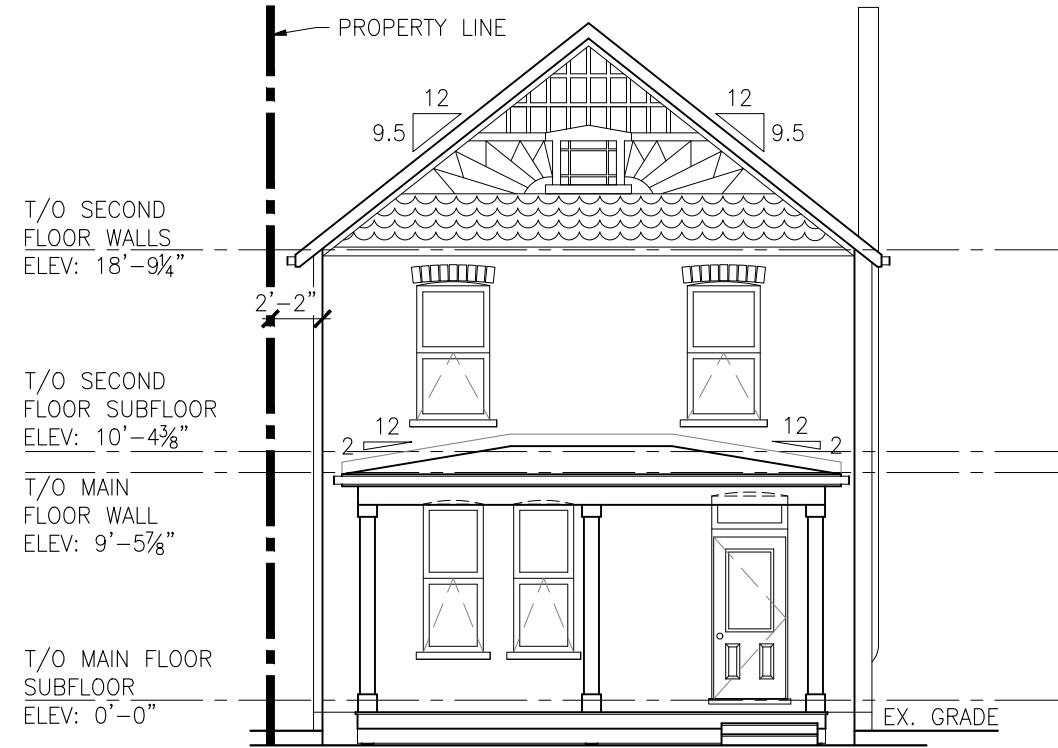 PROPERTY LINE
12
9.5
12
9.5
T/O SECOND
FLOOR WALLS
ELEV: 18'-9¼"
2'-2"
T/O SECOND
FLOOR SUBFLOOR
ELEV: 10'-4⅜"
12
2
12
2
T/O MAIN
FLOOR WALL
ELEV: 9'-5⅞"
T/O MAIN FLOOR
SUBFLOOR
ELEV: 0'-0"
EX. GRADE